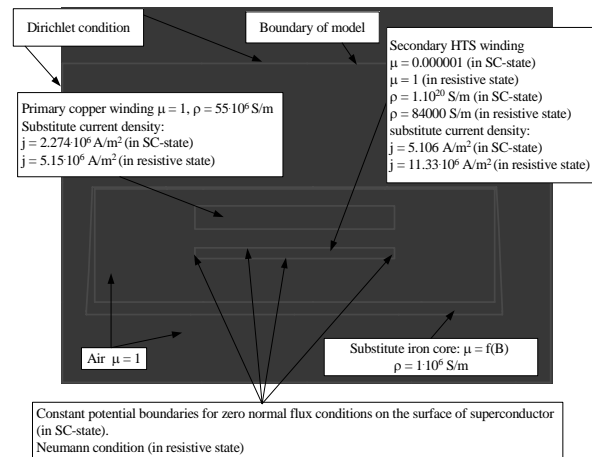 Dirichlet condition
Boundary of model
Secondary HTS winding
μ = 0.000001 (in SC-state)
μ = 1 (in resistive state)
ρ = 1.10²⁰ S/m (in SC-state)
ρ = 84000 S/m (in resistive state)
substitute current density:
j = 5.106 A/m² (in SC-state)
j = 11.33·10⁶ A/m² (in resistive state)
Primary copper winding μ = 1, ρ = 55·10⁶ S/m
Substitute current density:
j = 2.274·10⁶ A/m² (in SC-state)
j = 5.15·10⁶ A/m² (in resistive state)
Air μ = 1
Substitute iron core: μ = f(B)
ρ = 1·10⁶ S/m
Constant potential boundaries for zero normal flux conditions on the surface of superconductor
(in SC-state).
Neumann condition (in resistive state)